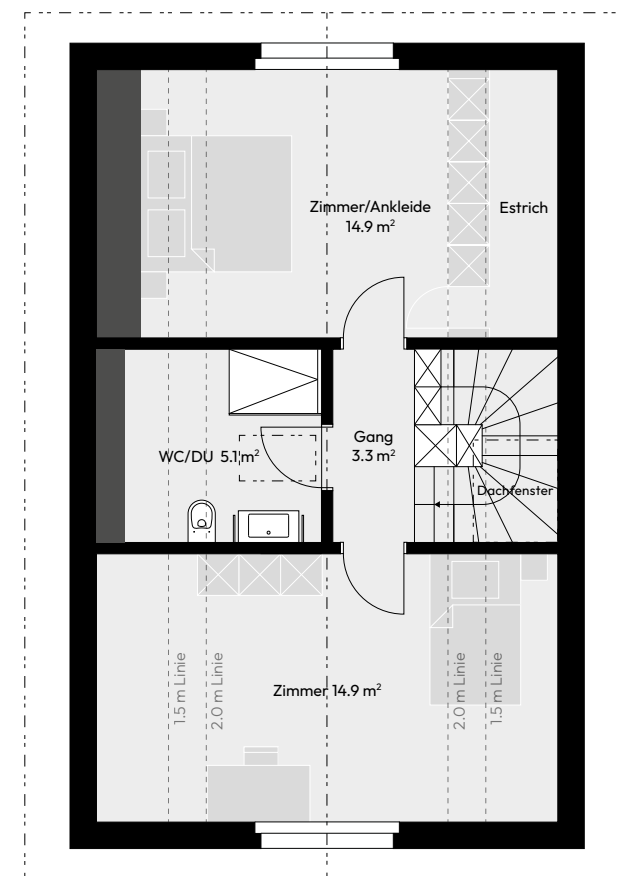 Zimmer/Ankleide
14.9 m²
Estrich
Gang
3.3 m²
WC/DU 5.1 m²
Dachfenster
1.5 m Linie
2.0 m Linie
Zimmer 14.9 m²
2.0 m Linie
1.5 m Linie